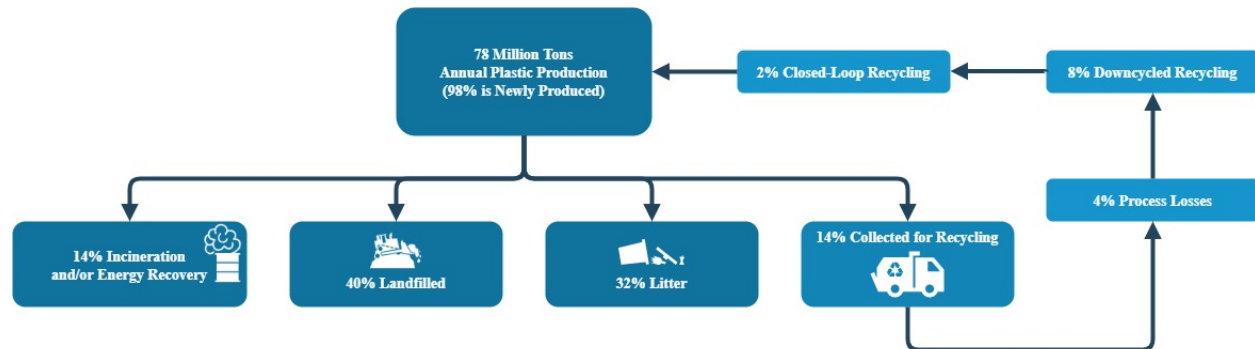 78 Million Tons
Annual Plastic Production
(98% is Newly Produced)
2% Closed-Loop Recycling
8% Downcycled Recycling
4% Process Losses
14% Incineration
and/or Energy Recovery
40% Landfilled
32% Litter
14% Collected for Recycling